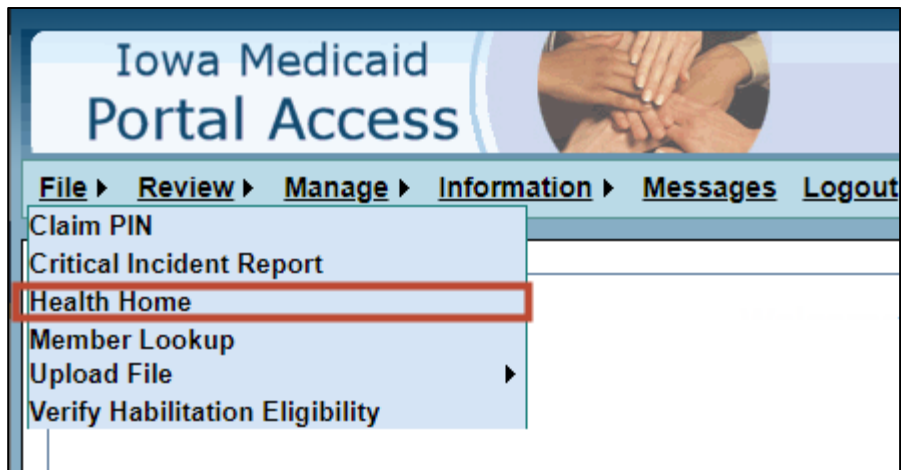 Iowa Medicaid
Portal Access
File Review Manage Information Messages Logout
Claim PIN
Critical Incident Report
Health Home
Member Lookup
Upload File
Verify Habilitation Eligibility